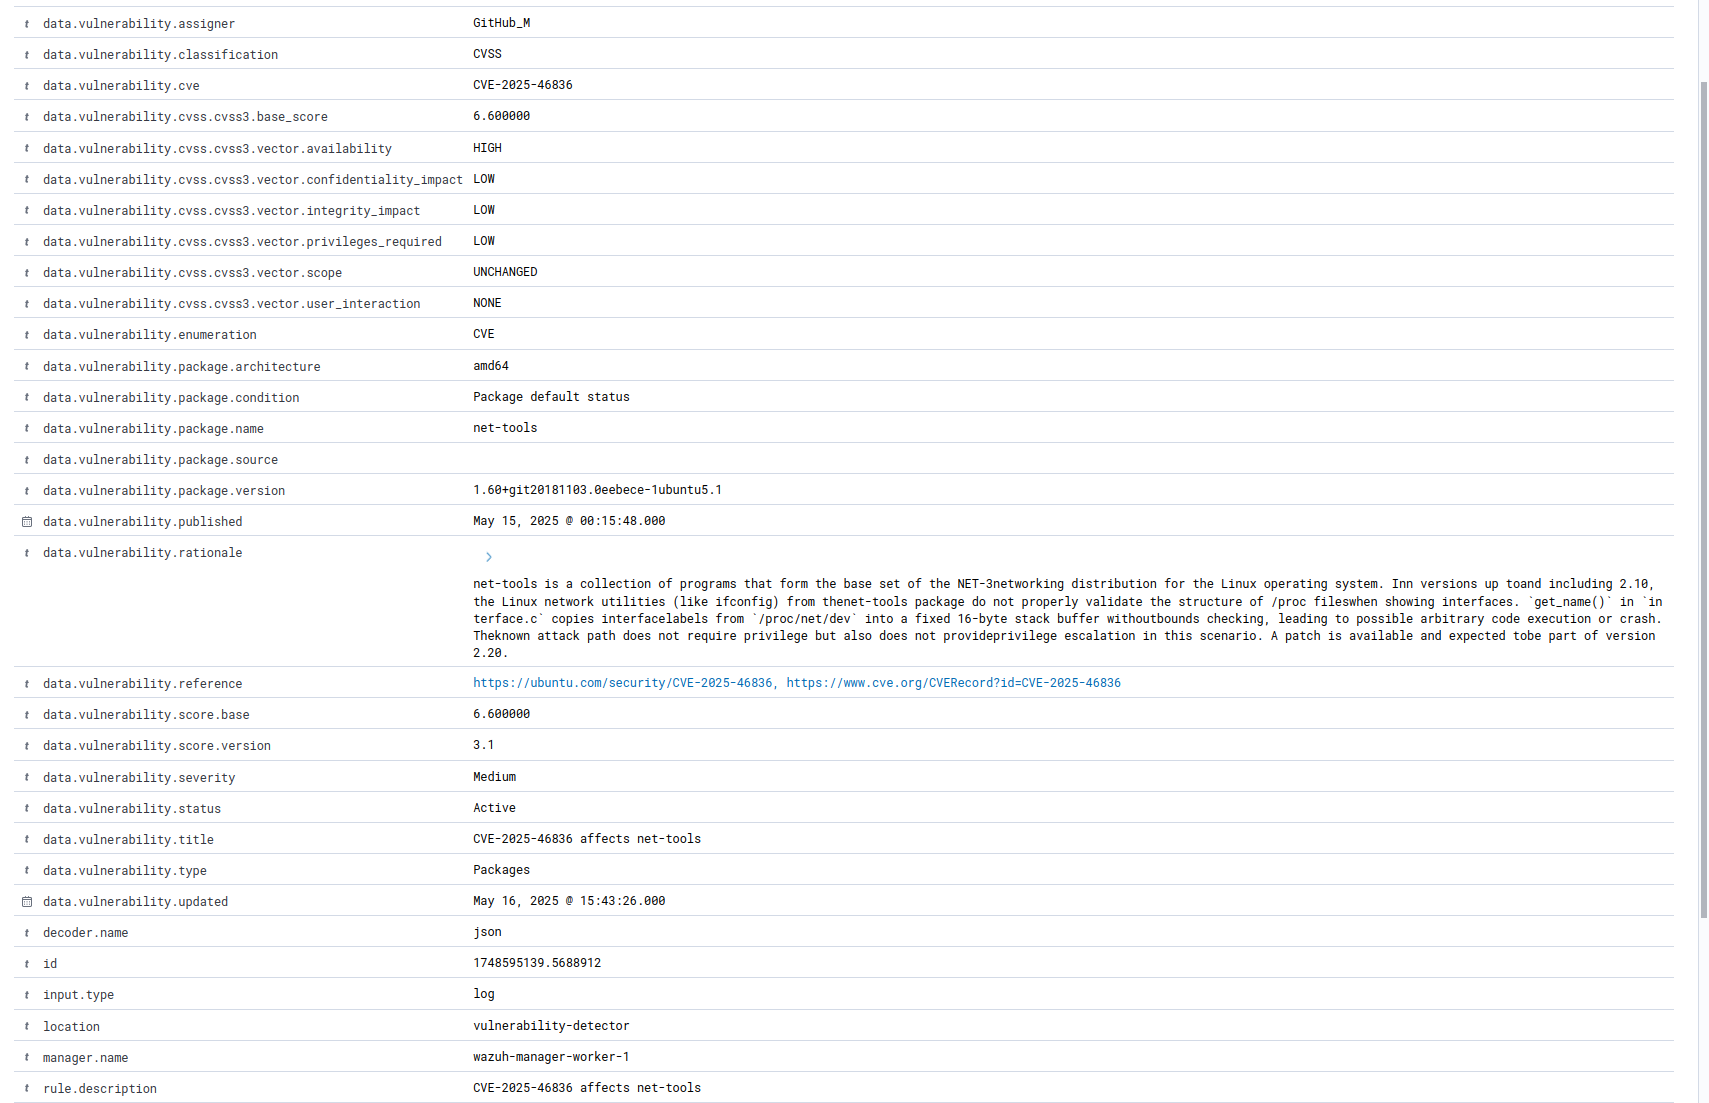 t data.vulnerability.assigner GitHub_M
t data.vulnerability.classification CVSS
t data.vulnerability.cve CVE-2025-46836
t data.vulnerability.cvss.cvss3.base_score 6.600000
t data.vulnerability.cvss.cvss3.vector.availability HIGH
t data.vulnerability.cvss.cvss3.vector.confidentiality_impact LOW
t data.vulnerability.cvss.cvss3.vector.integrity_impact LOW
t data.vulnerability.cvss.cvss3.vector.privileges_required LOW
t data.vulnerability.cvss.cvss3.vector.scope UNCHANGED
t data.vulnerability.cvss.cvss3.vector.user_interaction NONE
t data.vulnerability.enumeration CVE
t data.vulnerability.package.architecture amd64
t data.vulnerability.package.condition Package default status
t data.vulnerability.package.name net-tools
t data.vulnerability.package.source
t data.vulnerability.package.version 1.60+git20181103.0eebece-1ubuntu5.1
data.vulnerability.published May 15, 2025 @ 00:15:48.000
t data.vulnerability.rationale
net-tools is a collection of programs that form the base set of the NET-3networking distribution for the Linux operating system. Inn versions up toand including 2.10,
the Linux network utilities (like ifconfig) from thenet-tools package do not properly validate the structure of /proc fileswhen showing interfaces. `get_name()` in `in
terface.c` copies interfacelabels from `/proc/net/dev` into a fixed 16-byte stack buffer withoutbounds checking, leading to possible arbitrary code execution or crash.
Theknown attack path does not require privilege but also does not provideprivilege escalation in this scenario. A patch is available and expected tobe part of version
2.20.
t data.vulnerability.reference https://ubuntu.com/security/CVE-2025-46836, https://www.cve.org/CVERecord?id=CVE-2025-46836
t data.vulnerability.score.base 6.600000
t data.vulnerability.score.version 3.1
t data.vulnerability.severity Medium
t data.vulnerability.status Active
t data.vulnerability.title CVE-2025-46836 affects net-tools
t data.vulnerability.type Packages
data.vulnerability.updated May 16, 2025 @ 15:43:26.000
t decoder.name json
t id 1748595139.5688912
t input.type log
t location vulnerability-detector
t manager.name wazuh-manager-worker-1
t rule.description CVE-2025-46836 affects net-tools